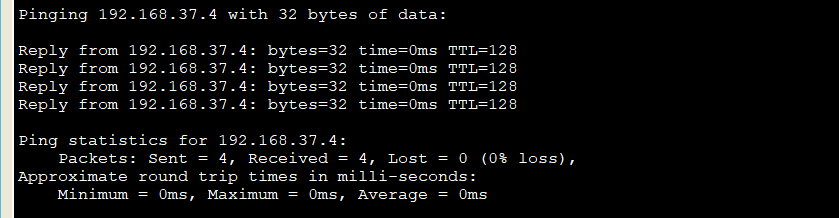 Pinging 192.168.37.4 with 32 bytes of data:
Reply from 192.168.37.4: bytes=32 time=0ms TTL=128
Reply from 192.168.37.4: bytes=32 time=0ms TTL=128
Reply from 192.168.37.4: bytes=32 time=0ms TTL=128
Reply from 192.168.37.4: bytes=32 time=0ms TTL=128
Ping statistics for 192.168.37.4:
    Packets: Sent = 4, Received = 4, Lost = 0 (0% loss),
Approximate round trip times in milli-seconds:
    Minimum = 0ms, Maximum = 0ms, Average = 0ms